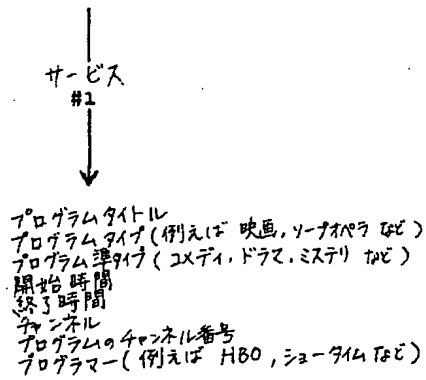 サービス
#1
プログラムタイトル
プログラムタイプ(例えば 映画,ソープオペラ など)
プログラム準タイプ(コメディ,ドラマ,ミステリ など)
開始時間
終了時間
チャンネル
プログラムのチャンネル番号
プログラマー(例えば HBO,ショータイムなど)